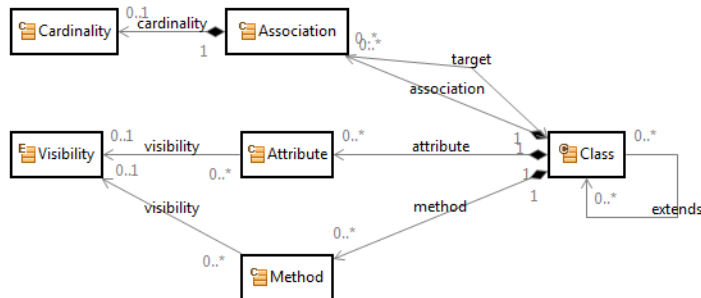 0..1
cardinality
C Cardinality
C Association
1
0..*
0..*
target
association
0..1
visibility
0..*
attribute
1
1
0..*
E Visibility
C Attribute
C Class
0..1
0..*
1
1
0..*
method
extends
visibility
0..*
0..*
C Method